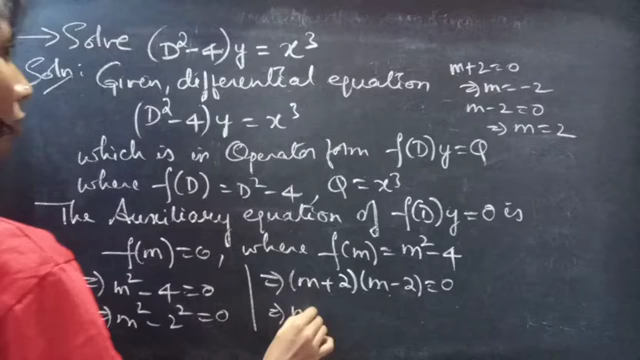 → Solve (D²-4)y = x³
Soln: Given, differential equation
(D²-4)y = x³
which is in Operator form f(D)y = Q
where f(D) = D²-4, Q = x³
The Auxiliary equation of f(D)y=0 is
f(m)=0, where f(m) = m²-4
⇒ m²-4=0
⇒ m²-2²=0
⇒ (m+2)(m-2)=0
⇒
m+2=0
⇒ m=-2
m-2=0
⇒ m=2